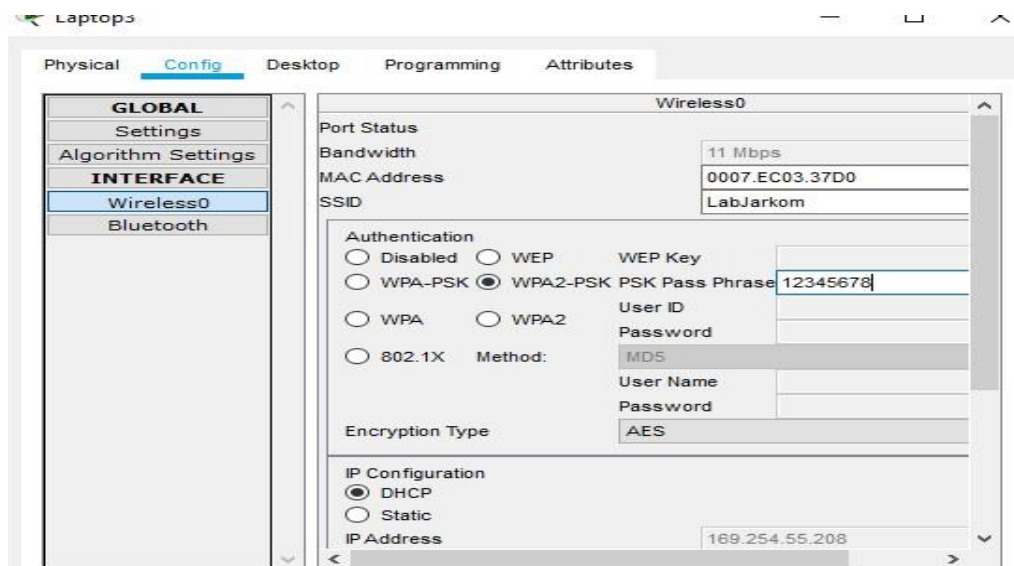 Laptop3
Physical Config Desktop Programming Attributes
GLOBAL
Settings
Algorithm Settings
INTERFACE
Wireless0
Bluetooth
Wireless0
Port Status
Bandwidth 11 Mbps
MAC Address 0007.EC03.37D0
SSID LabJarkom
Authentication
Disabled WEP WEP Key
WPA-PSK WPA2-PSK PSK Pass Phrase 12345678
User ID
WPA WPA2
Password
802.1X Method: MD5
User Name
Password
Encryption Type AES
IP Configuration
DHCP
Static
IP Address 169.254.55.208